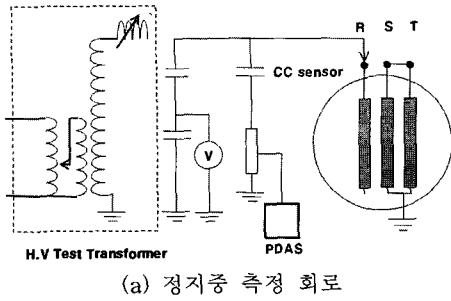 R S T
CC sensor
V
H.V Test Transformer
PDAS
(a) 정지중 측정 회로